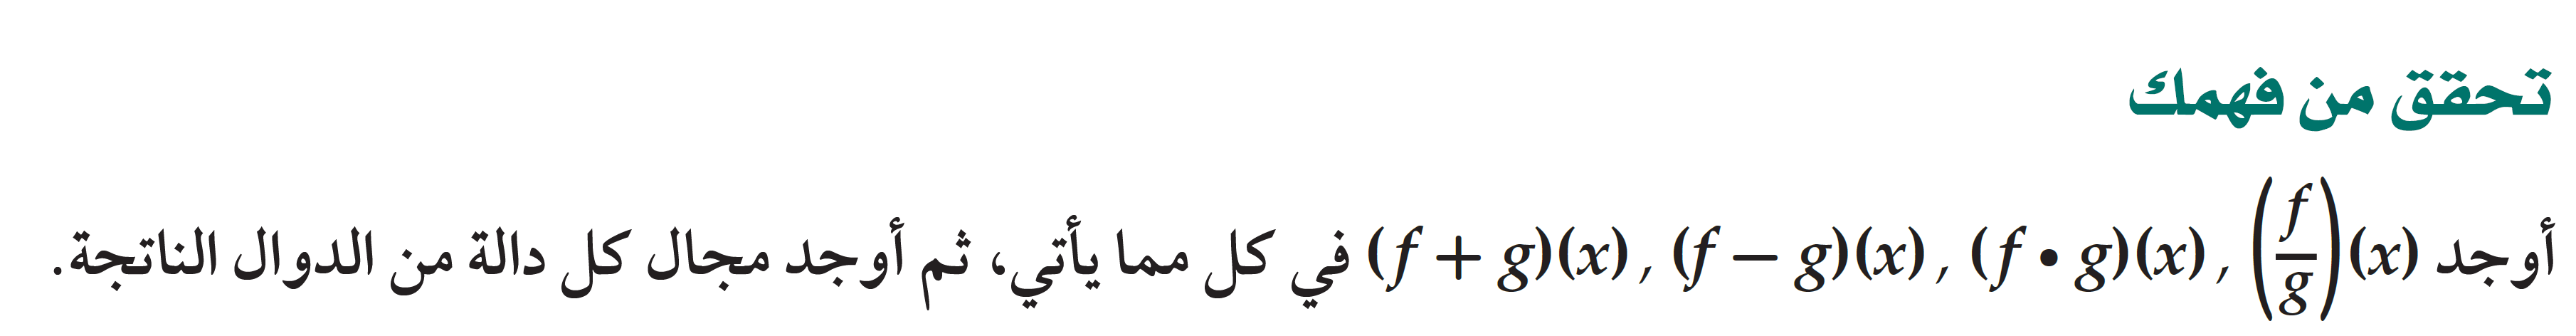 تحقق من فهمك
أوجد (f + g)(x), (f − g)(x), (f • g)(x), (f/g)(x) في كل مما يأتي، ثم أوجد مجال كل دالة من الدوال الناتجة.